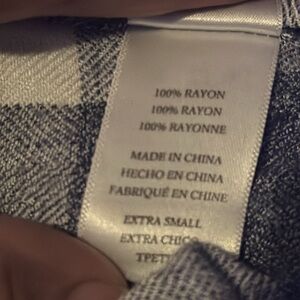 100% RAYON
100% RAYON
100% RAYONNE
MADE IN CHINA
HECHO EN CHINA
FABRIQUÉ EN CHINE
EXTRA SMALL
EXTRA CHICO